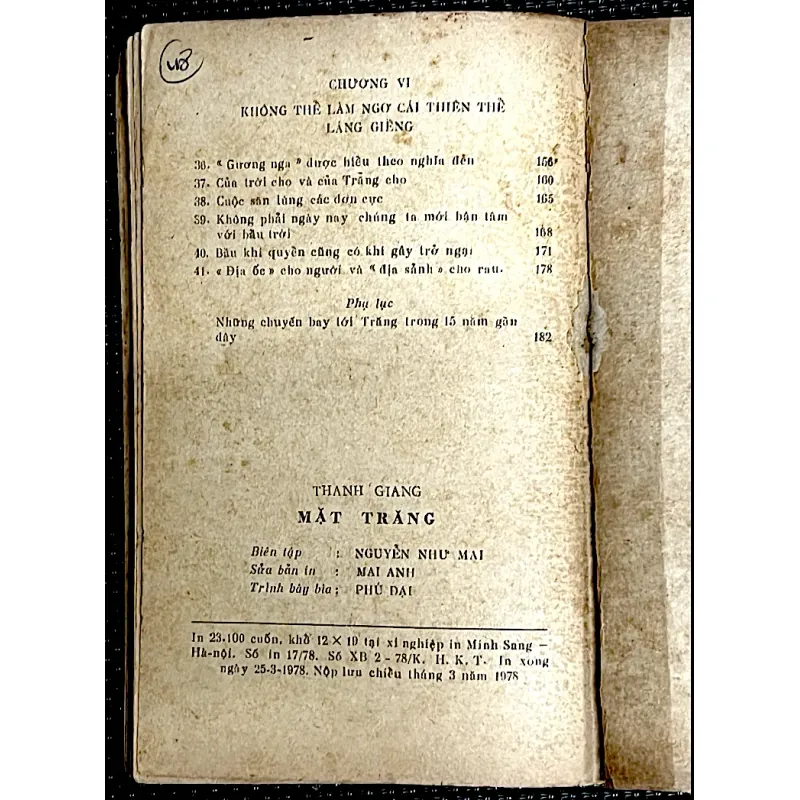 48
CHƯƠNG VI
KHÔNG THỂ LÀM NGƠ CÁI THIÊN THỂ
LÁNG GIỀNG
36. « Gương nga » được hiểu theo nghĩa đen 156
37. Của trời cho và của Trăng cho 160
38. Cuộc săn lùng các đơn cực 165
39. Không phải ngày nay chúng ta mới bận tâm
với bầu trời 168
40. Bầu khí quyển cũng có khi gây trở ngại 171
41. « Địa ốc » cho người và « địa sảnh » cho rau. 178
Phụ lục
Những chuyến bay tới Trăng trong 15 năm gần
đây 182
THANH GIANG
MẶT TRĂNG
Biên tập : NGUYỄN NHƯ MAI
Sửa bản in : MAI ANH
Trình bày bìa ; PHÚ ĐẠI
In 23.100 cuốn, khổ 12 × 19 tại xí nghiệp in Minh Sang –
Hà-nội. Số in 17/78. Số XB 2 - 78/K. H. K. T. In xong
ngày 25-3-1978. Nộp lưu chiểu tháng 3 năm 1978